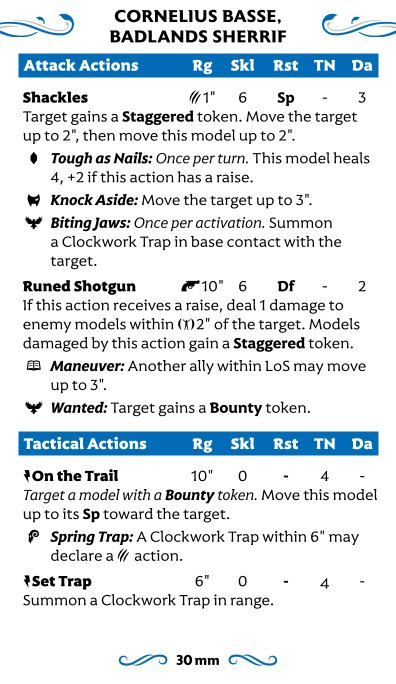 CORNELIUS BASSE,
BADLANDS SHERRIF
Attack Actions Rg Skl Rst TN Da
Shackles 1" 6 Sp - 3
Target gains a Staggered token. Move the target
up to 2", then move this model up to 2".
Tough as Nails: Once per turn. This model heals
4, +2 if this action has a raise.
Knock Aside: Move the target up to 3".
Biting Jaws: Once per activation. Summon
a Clockwork Trap in base contact with the
target.
Runed Shotgun 10" 6 Df - 2
If this action receives a raise, deal 1 damage to
enemy models within 2" of the target. Models
damaged by this action gain a Staggered token.
Maneuver: Another ally within LoS may move
up to 3".
Wanted: Target gains a Bounty token.
Tactical Actions Rg Skl Rst TN Da
On the Trail 10" 0 - 4 -
Target a model with a Bounty token. Move this model
up to its Sp toward the target.
Spring Trap: A Clockwork Trap within 6" may
declare a action.
Set Trap 6" 0 - 4 -
Summon a Clockwork Trap in range.
30 mm